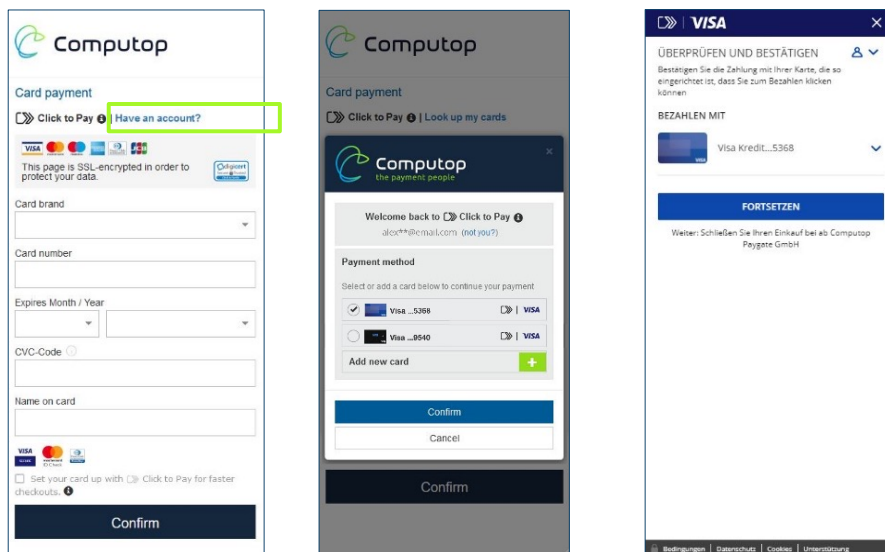 Computop
Card payment
Click to Pay | Have an account?
VISA
This page is SSL-encrypted in order to
protect your data.
digicert
Card brand
Card number
Expires Month / Year
CVC-Code
Name on card
VISA
ID Check
Set your card up with Click to Pay for faster
checkouts.
Confirm
Computop
Card payment
Click to Pay | Look up my cards
Computop
the payment people
×
Welcome back to Click to Pay
alex**@email.com (not you?)
Payment method
Select or add a card below to continue your payment
Visa ...5368 | VISA
Visa ...9540 | VISA
Add new card +
Confirm
Cancel
Confirm
| VISA ×
ÜBERPRÜFEN UND BESTÄTIGEN
Bestätigen Sie die Zahlung mit Ihrer Karte, die so
eingerichtet ist, dass Sie zum Bezahlen klicken
können
BEZAHLEN MIT
VISA
Visa Kredit...5368
FORTSETZEN
Weiter: Schließen Sie Ihren Einkauf bei ab Computop
Paygate GmbH
Bedingungen | Datenschutz | Cookies | Unterstützung